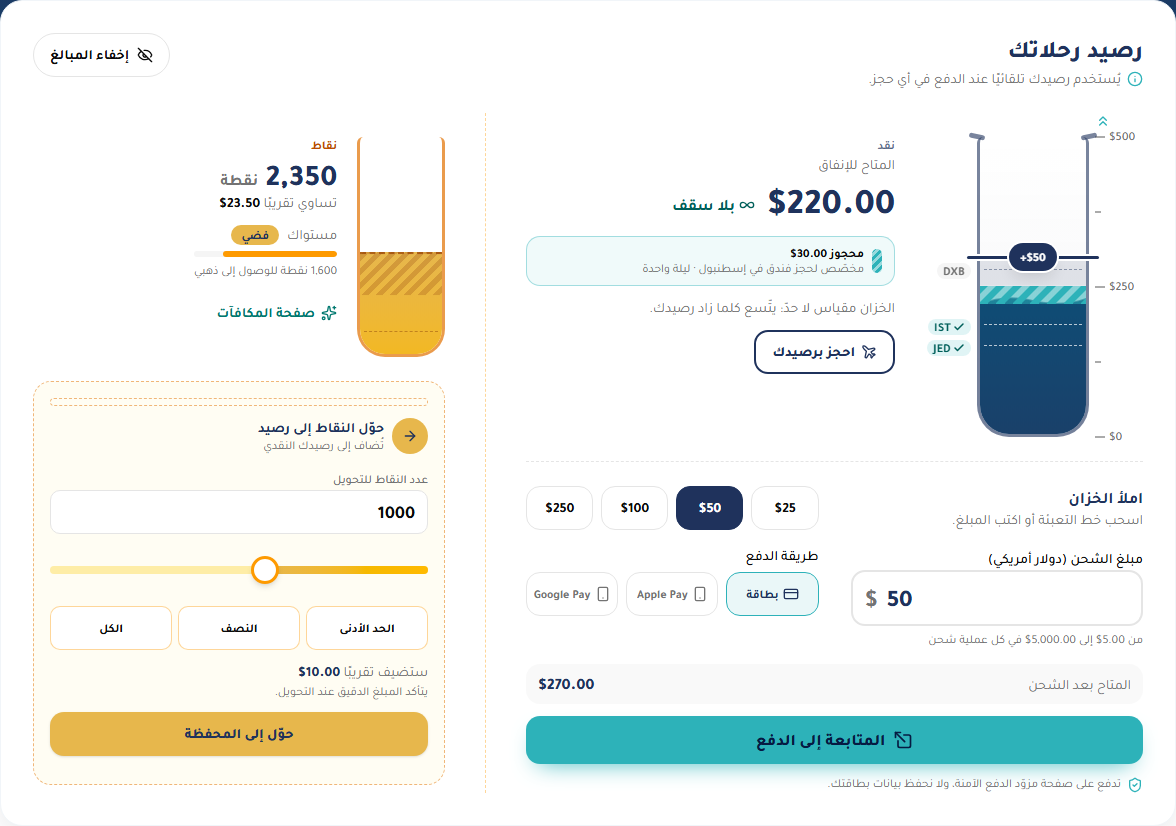 رصيد رحلاتك
يُستخدم رصيدك تلقائيًا عند الدفع في أي حجز.
إخفاء المبالغ
$500
$250
$0
+$50
DXB
IST
JED
نقد
المتاح للإنفاق
$220.00 ∞ بلا سقف
محجوز $30.00
مخصّص لحجز فندق في إسطنبول · ليلة واحدة
الخزان مقياس لا حدّ: يتّسع كلما زاد رصيدك.
احجز برصيدك
املأ الخزان
اسحب خط التعبئة أو اكتب المبلغ.
$25
$50
$100
$250
مبلغ الشحن (دولار أمريكي)
$ 50
من $5.00 إلى $5,000.00 في كل عملية شحن
طريقة الدفع
بطاقة
Apple Pay
Google Pay
المتاح بعد الشحن
$270.00
المتابعة إلى الدفع
تدفع على صفحة مزوّد الدفع الآمنة، ولا نحفظ بيانات بطاقتك.
نقاط
2,350 نقطة
تساوي تقريبًا $23.50
مستواك فضي
1,600 نقطة للوصول إلى ذهبي
صفحة المكافآت
حوّل النقاط إلى رصيد
تُضاف إلى رصيدك النقدي
عدد النقاط للتحويل
1000
الحد الأدنى
النصف
الكل
ستضيف تقريبًا $10.00
يتأكد المبلغ الدقيق عند التحويل.
حوّل إلى المحفظة